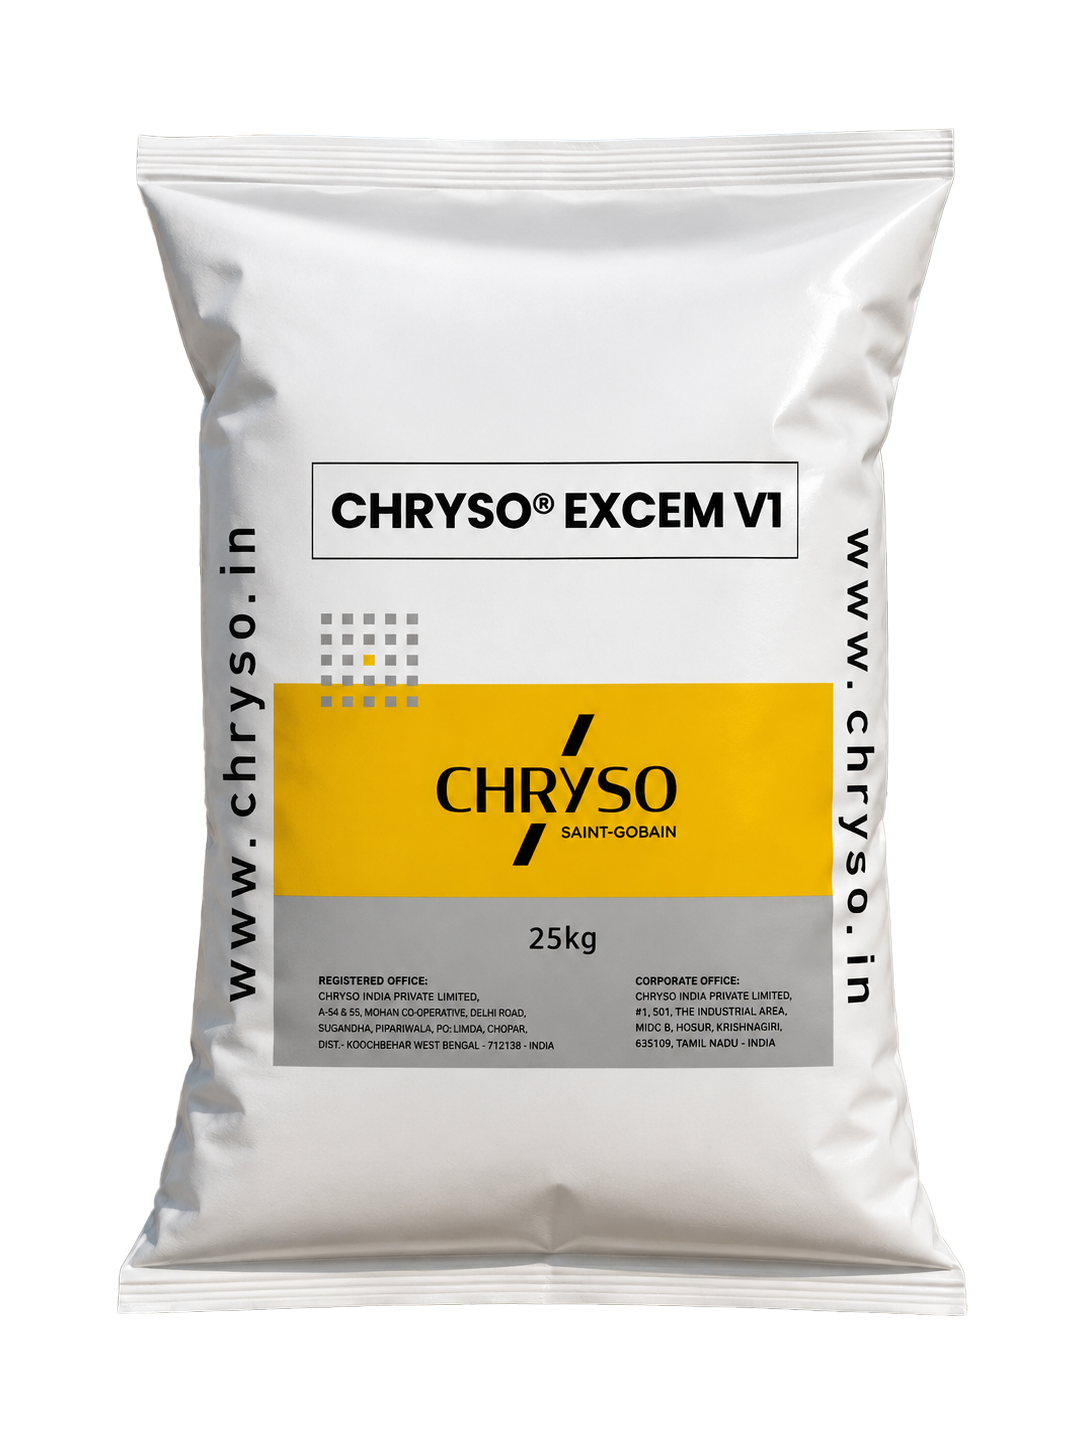 CHRYSO® EXCEM V1
www.chryso.in
www.chryso.in
CHRYSO
SAINT-GOBAIN
25kg
REGISTERED OFFICE:
CHRYSO INDIA PRIVATE LIMITED,
A-54 & 55, MOHAN CO-OPERATIVE, DELHI ROAD,
SUGANDHA, PIPARIWALA, PO: LIMDA, CHOPAR,
DIST.- KOOCHBEHAR WEST BENGAL - 712138 - INDIA
CORPORATE OFFICE:
CHRYSO INDIA PRIVATE LIMITED,
#1, 501, THE INDUSTRIAL AREA,
MIDC B, HOSUR, KRISHNAGIRI,
635109, TAMIL NADU - INDIA